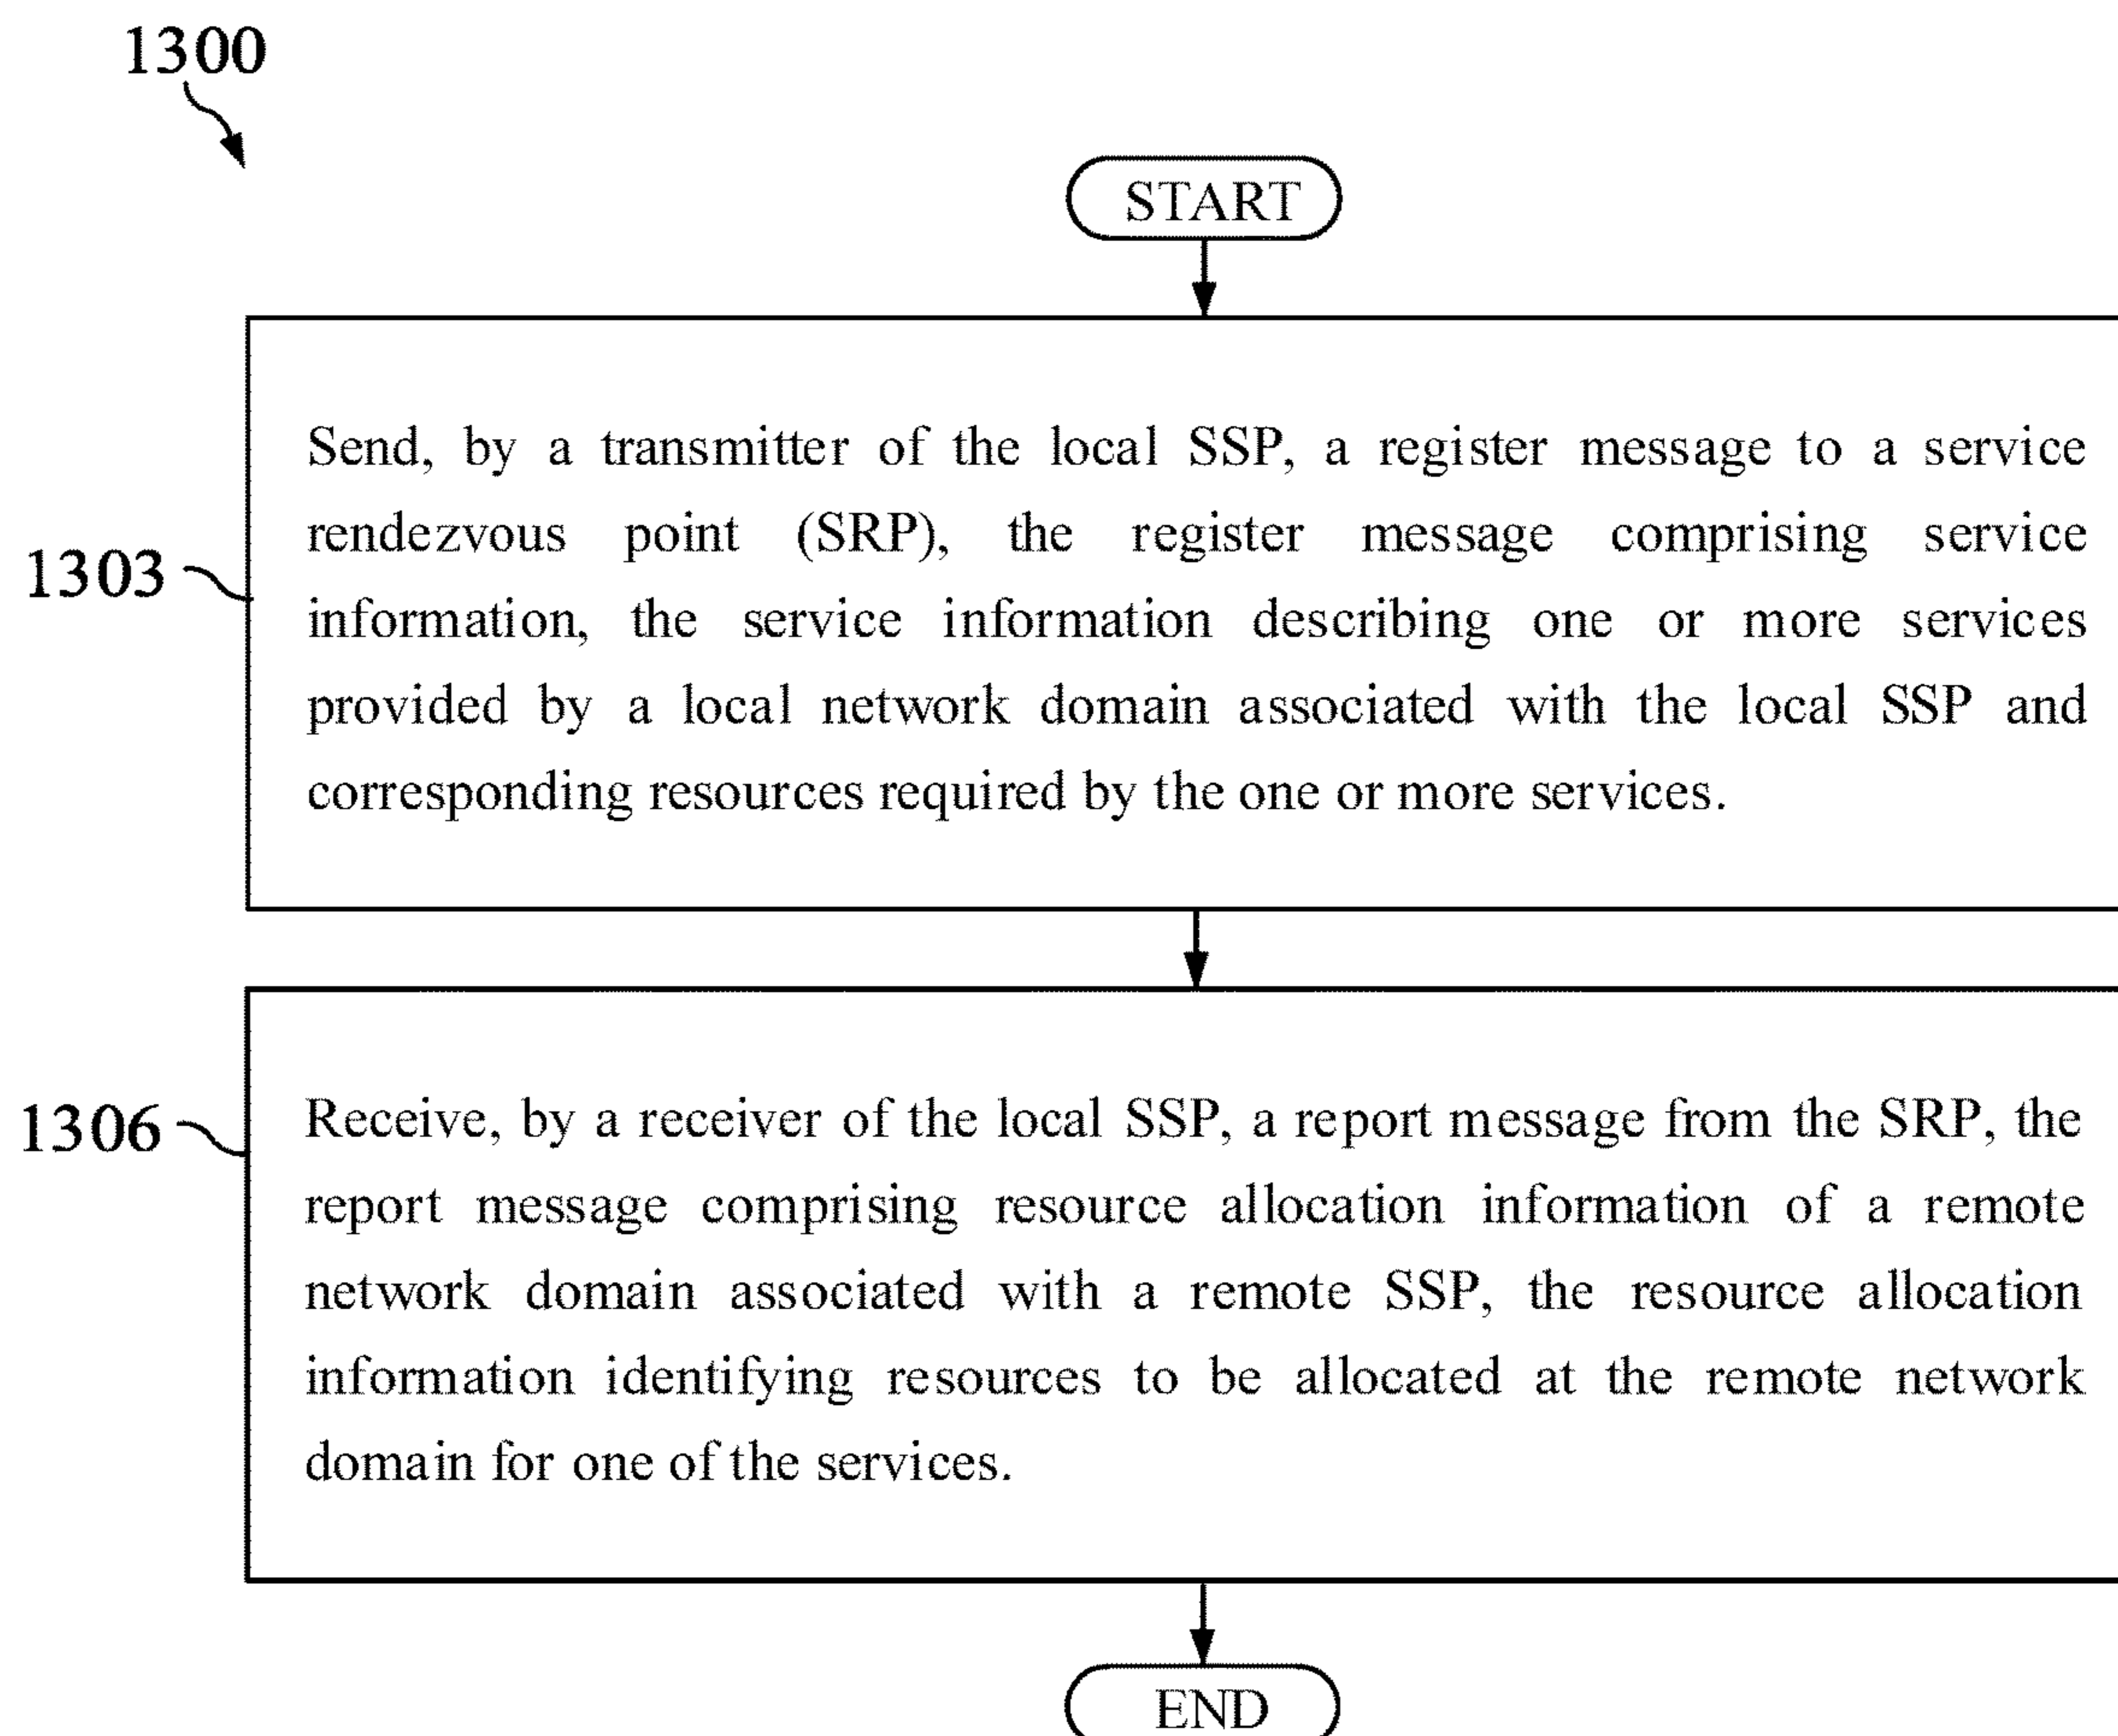 1300
START
Send, by a transmitter of the local SSP, a register message to a service
rendezvous point (SRP), the register message comprising service
1303
information, the service information describing one or more services
provided by a local network domain associated with the local SSP and
corresponding resources required by the one or more services.
1306
Receive, by a receiver of the local SSP, a report message from the SRP, the
report message comprising resource allocation information of a remote
network domain associated with a remote SSP, the resource allocation
information identifying resources to be allocated at the remote network
domain for one of the services.
END